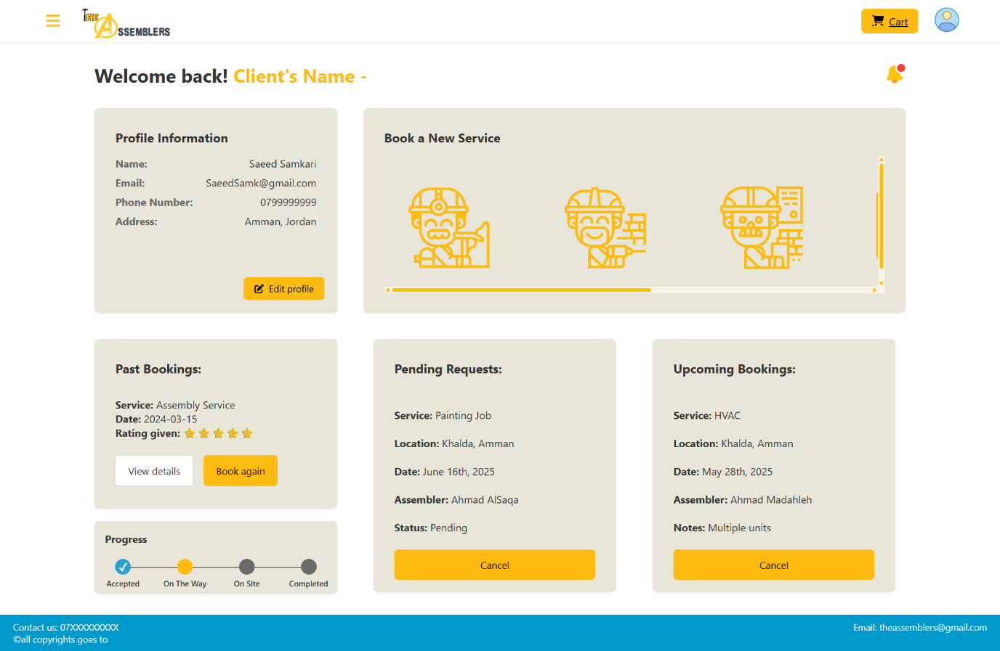 THE ASSEMBLERS
Cart
Welcome back! Client's Name -
Profile Information
Name: Saeed Samkari
Email: SaeedSamk@gmail.com
Phone Number: 0799999999
Address: Amman, Jordan
Edit profile
Book a New Service
Past Bookings:
Service: Assembly Service
Date: 2024-03-15
Rating given:
View details
Book again
Progress
Accepted
On The Way
On Site
Completed
Pending Requests:
Service: Painting Job
Location: Khalda, Amman
Date: June 16th, 2025
Assembler: Ahmad AlSaqa
Status: Pending
Cancel
Upcoming Bookings:
Service: HVAC
Location: Khalda, Amman
Date: May 28th, 2025
Assembler: Ahmad Madahleh
Notes: Multiple units
Cancel
Contact us: 07XXXXXXXXX
©all copyrights goes to
Email: theassemblers@gmail.com